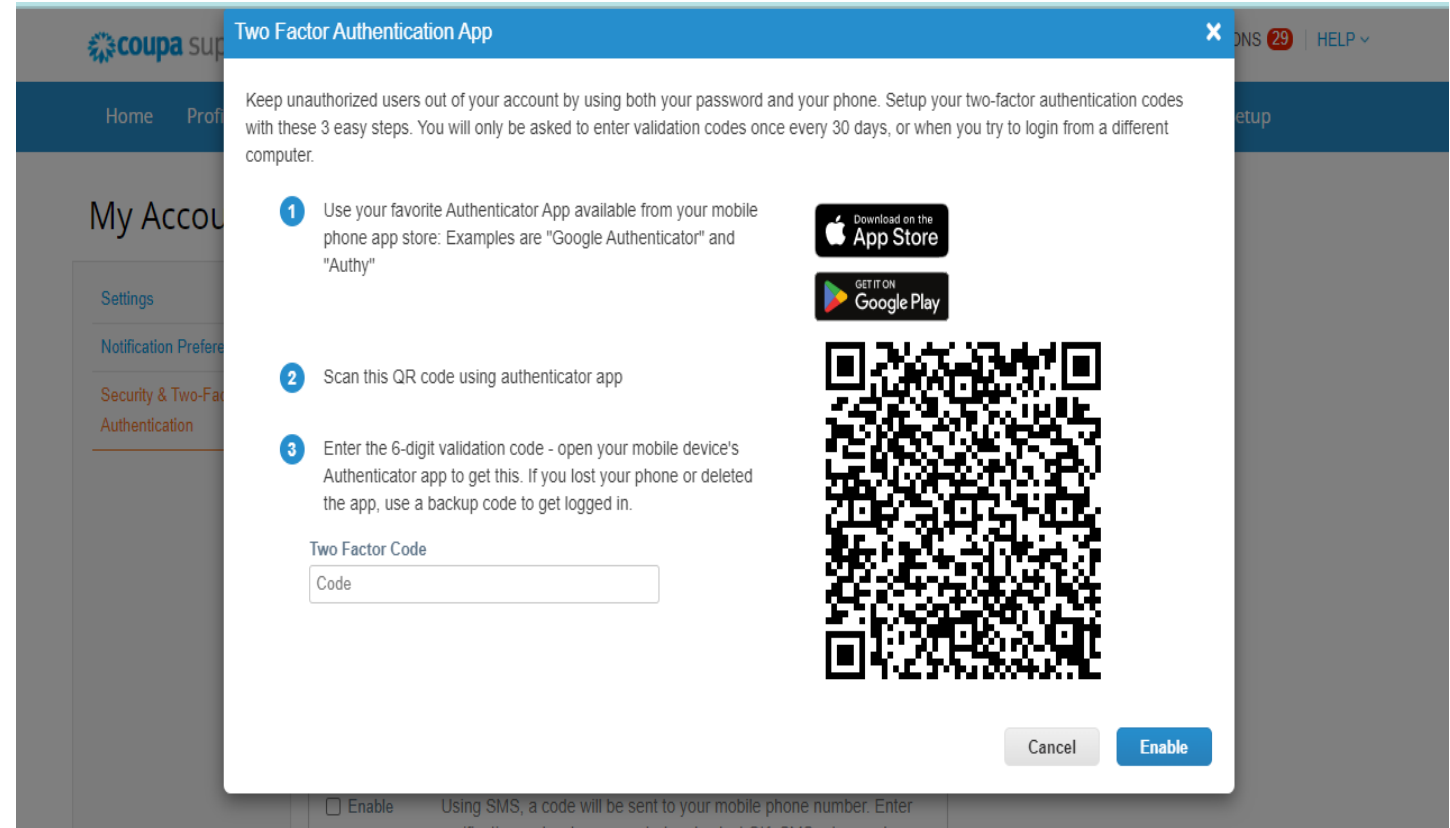 coupa sup
Two Factor Authentication App
ONS 29 HELP
Home Profi
etup
Keep unauthorized users out of your account by using both your password and your phone. Setup your two-factor authentication codes
with these 3 easy steps. You will only be asked to enter validation codes once every 30 days, or when you try to login from a different
computer.
My Accou
Settings
Notification Prefere
Security & Two-Fac
Authentication
1 Use your favorite Authenticator App available from your mobile
phone app store: Examples are "Google Authenticator" and
"Authy"
Download on the
App Store
GET IT ON
Google Play
2 Scan this QR code using authenticator app
3 Enter the 6-digit validation code - open your mobile device's
Authenticator app to get this. If you lost your phone or deleted
the app, use a backup code to get logged in.
Two Factor Code
Code
Cancel Enable
Enable Using SMS, a code will be sent to your mobile phone number. Enter